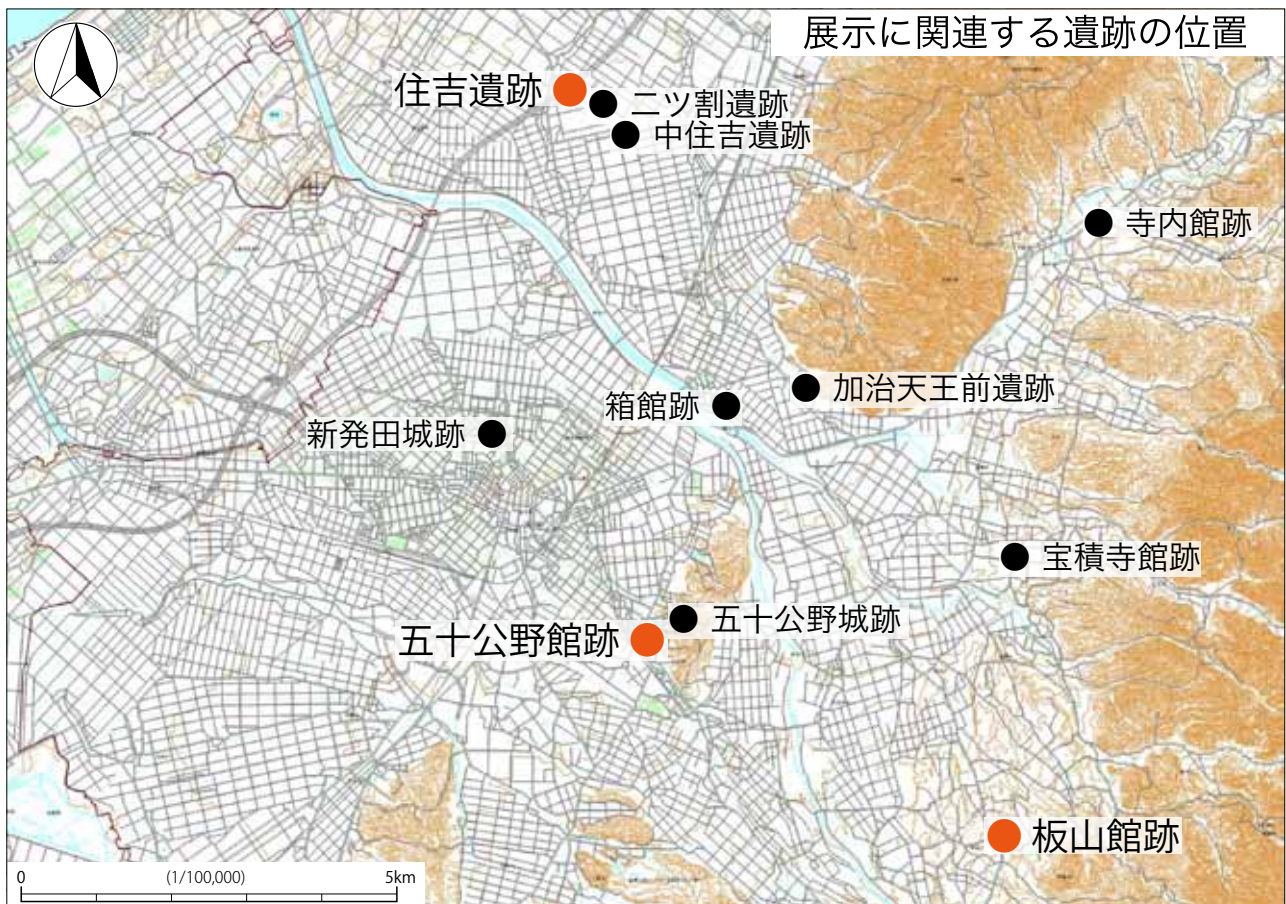 展示に関連する遺跡の位置
住吉遺跡
二ツ割遺跡
中住吉遺跡
寺内館跡
加治天王前遺跡
箱館跡
新発田城跡
宝積寺館跡
五十公野城跡
五十公野館跡
板山館跡
0 (1/100,000) 5km